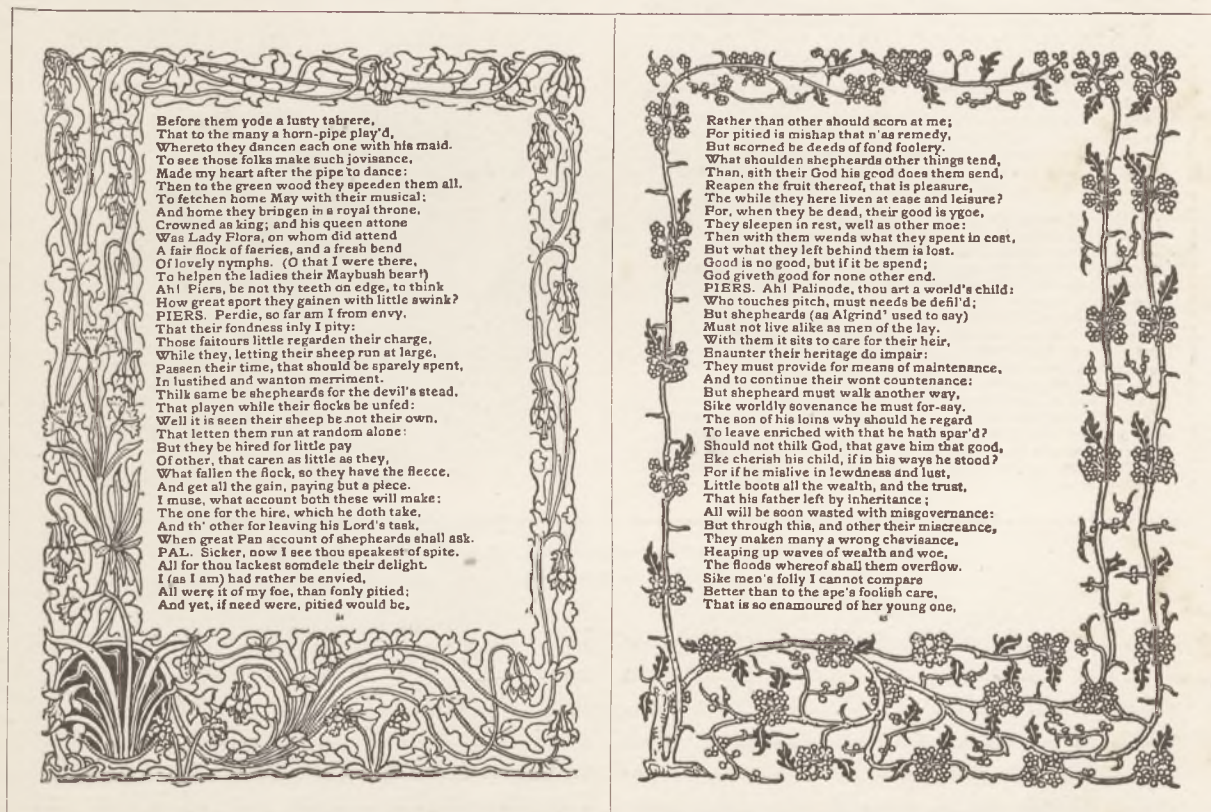 Before them yode a lusty tabrere,
That to the many a horn-pipe play'd,
Whereto they dancen each one with his maid.
To see those folks make such jovisance,
Made my heart after the pipe to dance:
Then to the green wood they speeden them all.
To fetchen home May with their musical;
And home they bringen in a royal throne,
Crowned as king; and his queen attone
Was Lady Flora, on whom did attend
A fair flock of faeries, and a fresh bend
Of lovely nymphs. (O that I were there,
To helpen the ladies their Maybush bear!)
Ah! Piers, be not thy teeth on edge, to think
How great sport they gainen with little swink?
PIERS. Perdie, so far am I from envy,
That their fondness inly I pity:
Those faitours little regarden their charge,
While they, letting their sheep run at large,
Passen their time, that should be sparely spent,
In lustihed and wanton merriment.
Thilk same be shepheards for the devil's stead,
That playen while their flocks be unfed:
Well it is seen their sheep be not their own,
That letten them run at random alone:
But they be hired for little pay
Of other, that caren as little as they,
What fallen the flock, so they have the fleece,
And get all the gain, paying but a piece.
I muse, what account both these will make;
The one for the hire, which he doth take,
And th' other for leaving his Lord's task,
When great Pan account of shepheards shall ask.
PAL. Sicker, now I see thou speakest of spite,
All for thou lackest somdele their delight.
I (as I am) had rather be envied,
All were it of my foe, than fonly pitied;
And yet, if need were, pitied would be,
Rather than other should scorn at me;
For pitied is mishap that n'as remedy,
But scorned be deeds of fond foolery.
What shoulden shepheards other things tend,
Than, sith their God his good does them send,
Reapen the fruit thereof, that is pleasure,
The while they here liven at ease and leisure?
For, when they be dead, their good is ygoe,
They sleepen in rest, well as other moe:
Then with them wends what they spent in cost,
But what they left behind them is lost.
Good is no good, but if it be spend;
God giveth good for none other end.
PIERS. Ah! Palinode, thou art a world's child:
Who touches pitch, must needs be defil'd;
But shepheards (as Algrind' used to say)
Must not live alike as men of the lay.
With them it sits to care for their heir,
Enaunter their heritage do impair:
They must provide for means of maintenance,
And to continue their wont countenance:
But shepheard must walk another way,
Sike worldly sovenance he must for-say.
The son of his loins why should he regard
To leave enriched with that he hath spar'd?
Should not thilk God, that gave him that good,
Eke cherish his child, if in his ways he stood?
For if he mislive in lewdness and lust,
Little boots all the wealth, and the trust,
That his father left by inheritance;
All will be soon wasted with misgovernance:
But through this, and other their miscreance,
They maken many a wrong chevisance,
Heaping up waves of wealth and woe,
The floods whereof shall them overflow.
Sike men's folly I cannot compare
Better than to the ape's foolish care,
That is so enamoured of her young one,